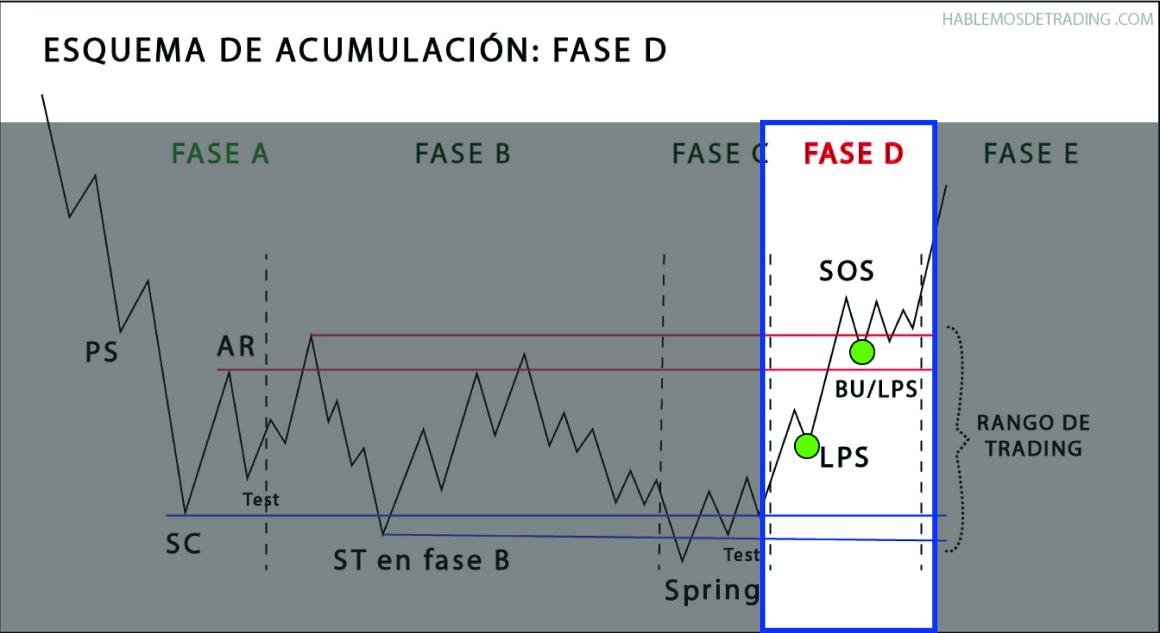 HABLEMOSDETRADING .COM
ESQUEMA DE ACUMULACIÓN: FASE D
FASE A
FASE B
FASE C
FASE D
FASE E
SOS
PS
AR
BU/LPS
RANGO DE
TRADING
LPS
Test
SC
ST en fase B
Test
Spring